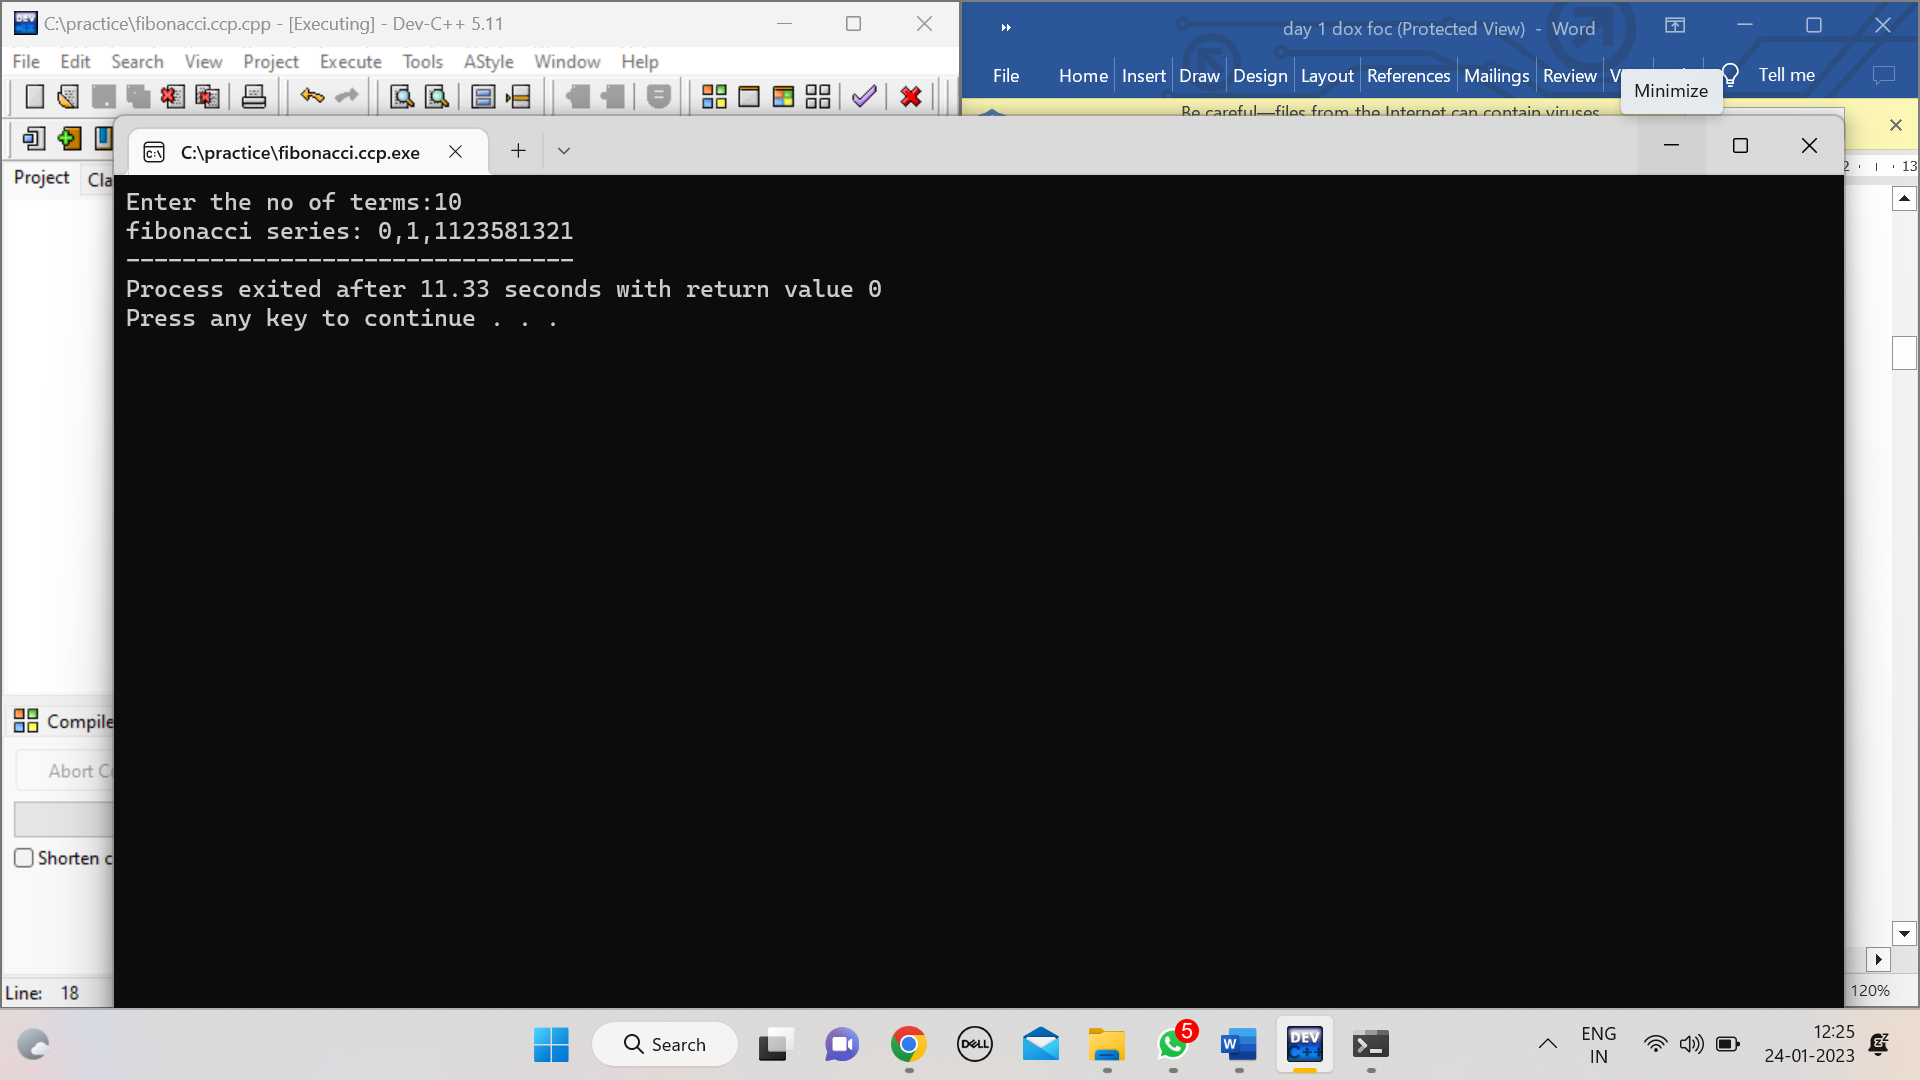 C:\practice\fibonacci.ccp.cpp - [Executing] - Dev-C++ 5.11
File Edit Search View Project Execute Tools AStyle Window Help
day 1 dox foc (Protected View) - Word
File Home Insert Draw Design Layout References Mailings Review Tell me
Minimize
Be careful—files from the Internet can contain viruses.
Project Cla
C:\practice\fibonacci.ccp.exe
13
Enter the no of terms:10
fibonacci series: 0,1,1123581321
--------------------------------
Process exited after 11.33 seconds with return value 0
Press any key to continue . . .
Compile
Abort C
Shorten c
Line: 18
120%
Search
DELL
5
W
DEV
C++
ENG
IN
12:25
24-01-2023